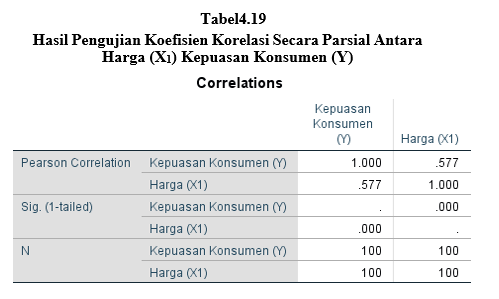 Tabel4.19
Hasil Pengujian Koefisien Korelasi Secara Parsial Antara
Harga (X1) Kepuasan Konsumen (Y)
Correlations
Kepuasan
Konsumen
(Y) Harga (X1)
Pearson Correlation Kepuasan Konsumen (Y) 1.000 .577
Harga (X1) .577 1.000
Sig. (1-tailed) Kepuasan Konsumen (Y) . .000
Harga (X1) .000 .
N Kepuasan Konsumen (Y) 100 100
Harga (X1) 100 100